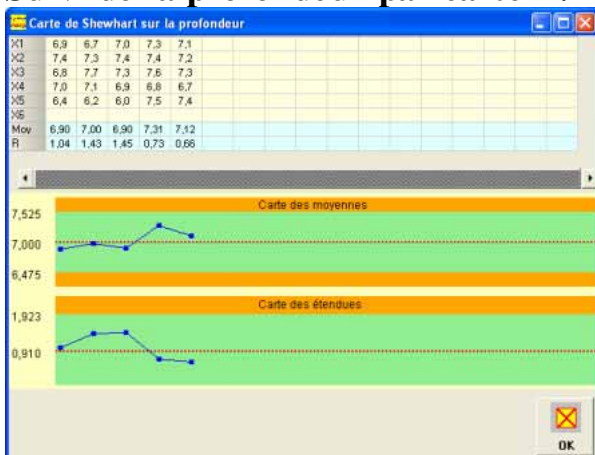 Carte de Shewhart sur la profondeur
X1 6,9 6,7 7,0 7,3 7,1
X2 7,4 7,3 7,4 7,4 7,2
X3 6,8 7,7 7,3 7,6 7,3
X4 7,0 7,1 6,9 6,8 6,7
X5 6,4 6,2 6,0 7,5 7,4
X6
Moy 6,90 7,00 6,90 7,31 7,12
R 1,04 1,43 1,45 0,73 0,66
Carte des moyennes
7,525
7,000
6,475
Carte des étendues
1,923
0,910
OK